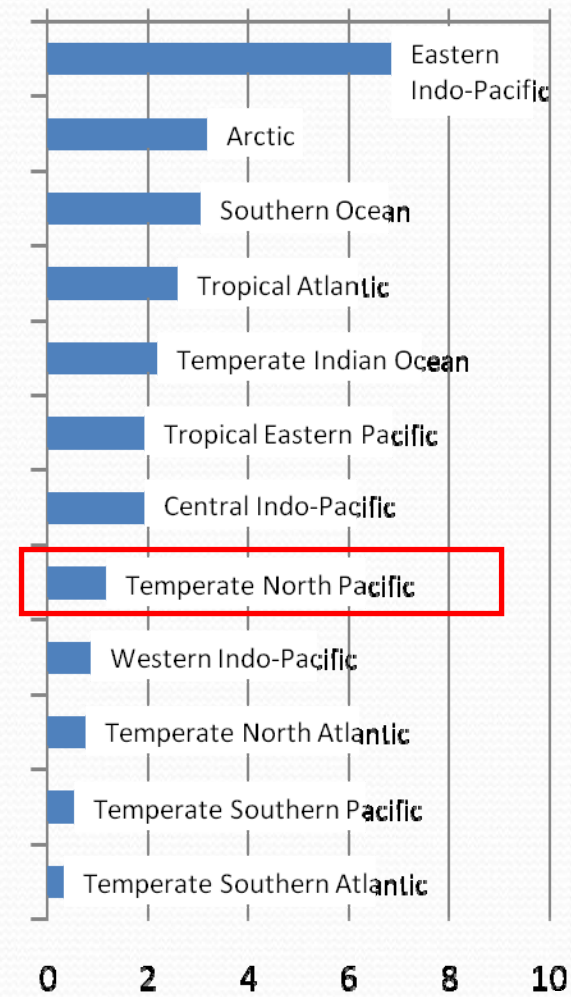 Eastern
Indo-Pacific
Arctic
Southern Ocean
Tropical Atlantic
Temperate Indian Ocean
Tropical Eastern Pacific
Central Indo-Pacific
Temperate North Pacific
Western Indo-Pacific
Temperate North Atlantic
Temperate Southern Pacific
Temperate Southern Atlantic
0 2 4 6 8 10